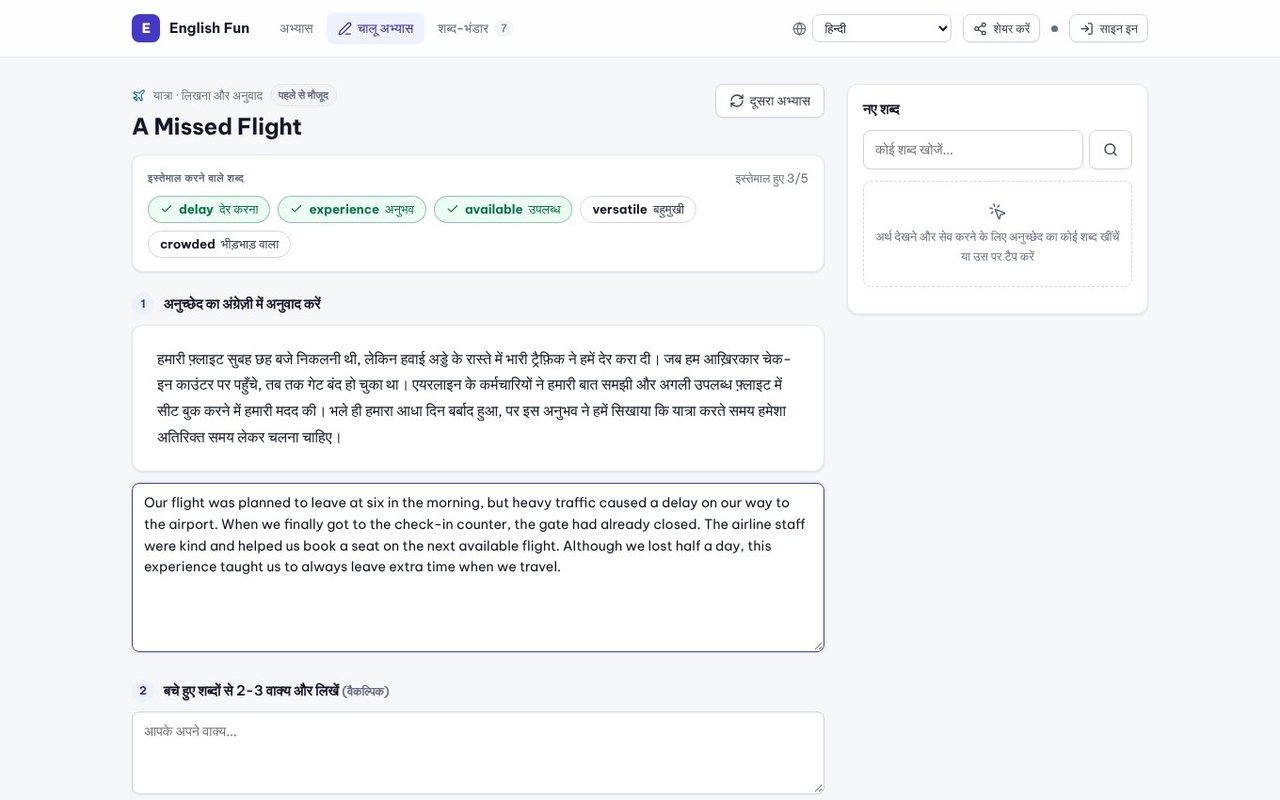 E English Fun अभ्यास चालू अभ्यास शब्द-भंडार 7 हिन्दी शेयर करें साइन इन
यात्रा · लिखना और अनुवाद पहले से मौजूद
दूसरा अभ्यास
A Missed Flight
इस्तेमाल करने वाले शब्द इस्तेमाल हुए 3/5
delay देर करना experience अनुभव available उपलब्ध versatile बहुमुखी
crowded भीड़भाड़ वाला
1 अनुच्छेद का अंग्रेज़ी में अनुवाद करें
हमारी फ़्लाइट सुबह छह बजे निकलनी थी, लेकिन हवाई अड्डे के रास्ते में भारी ट्रैफ़िक ने हमें देर करा दी। जब हम आख़िरकार चेक-
इन काउंटर पर पहुँचे, तब तक गेट बंद हो चुका था। एयरलाइन के कर्मचारियों ने हमारी बात समझी और अगली उपलब्ध फ़्लाइट में
सीट बुक करने में हमारी मदद की। भले ही हमारा आधा दिन बर्बाद हुआ, पर इस अनुभव ने हमें सिखाया कि यात्रा करते समय हमेशा
अतिरिक्त समय लेकर चलना चाहिए।
Our flight was planned to leave at six in the morning, but heavy traffic caused a delay on our way to
the airport. When we finally got to the check-in counter, the gate had already closed. The airline staff
were kind and helped us book a seat on the next available flight. Although we lost half a day, this
experience taught us to always leave extra time when we travel.
2 बचे हुए शब्दों से 2-3 वाक्य और लिखें (वैकल्पिक)
आपके अपने वाक्य...
नए शब्द
कोई शब्द खोजें...
अर्थ देखने और सेव करने के लिए अनुच्छेद का कोई शब्द खींचें
या उस पर टैप करें